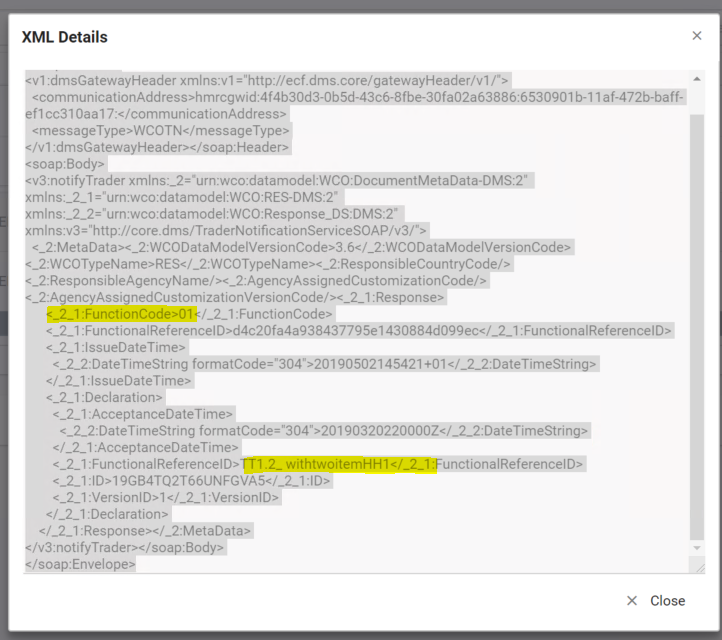 XML Details
<v1:dmsGatewayHeader xmlns:v1="http://ecf.dms.core/gatewayHeader/v1/">
<communicationAddress>hmrcgwid:4f4b30d3-0b5d-43c6-8fbe-30fa02a63886:6530901b-11af-472b-baff-
ef1cc310aa17:</communicationAddress>
<messageType>WCOTN</messageType>
</v1:dmsGatewayHeader></soap:Header>
<soap:Body>
<v3:notifyTrader xmlns:_2="urn:wco:datamodel:WCO:DocumentMetaData-DMS:2"
xmlns:_2_1="urn:wco:datamodel:WCO:RES-DMS:2"
xmlns:_2_2="urn:wco:datamodel:WCO:Response_DS:DMS:2"
xmlns:v3="http://core.dms/TraderNotificationServiceSOAP/v3/">
<_2:MetaData><_2:WCODataModelVersionCode>3.6</_2:WCODataModelVersionCode>
<_2:WCOTypeName>RES</_2:WCOTypeName><_2:ResponsibleCountryCode/>
<_2:ResponsibleAgencyName/><_2:AgencyAssignedCustomizationCode/>
<_2:AgencyAssignedCustomizationVersionCode/><_2_1:Response>
<_2_1:FunctionCode>01</_2_1:FunctionCode>
<_2_1:FunctionalReferenceID>d4c20fa4a938437795e1430884d099ec</_2_1:FunctionalReferenceID>
<_2_1:IssueDateTime>
<_2_2:DateTimeString formatCode="304">20190502145421+01</_2_2:DateTimeString>
</_2_1:IssueDateTime>
<_2_1:Declaration>
<_2_1:AcceptanceDateTime>
<_2_2:DateTimeString formatCode="304">20190320220000Z</_2_2:DateTimeString>
</_2_1:AcceptanceDateTime>
<_2_1:FunctionalReferenceID>TT1.2_ withtwoitemHH1</_2_1:FunctionalReferenceID>
<_2_1:ID>19GB4TQ2T66UNFGVA5</_2_1:ID>
<_2_1:VersionID>1</_2_1:VersionID>
</_2_1:Declaration>
</_2_1:Response></_2:MetaData>
</v3:notifyTrader></soap:Body>
</soap:Envelope>
Close